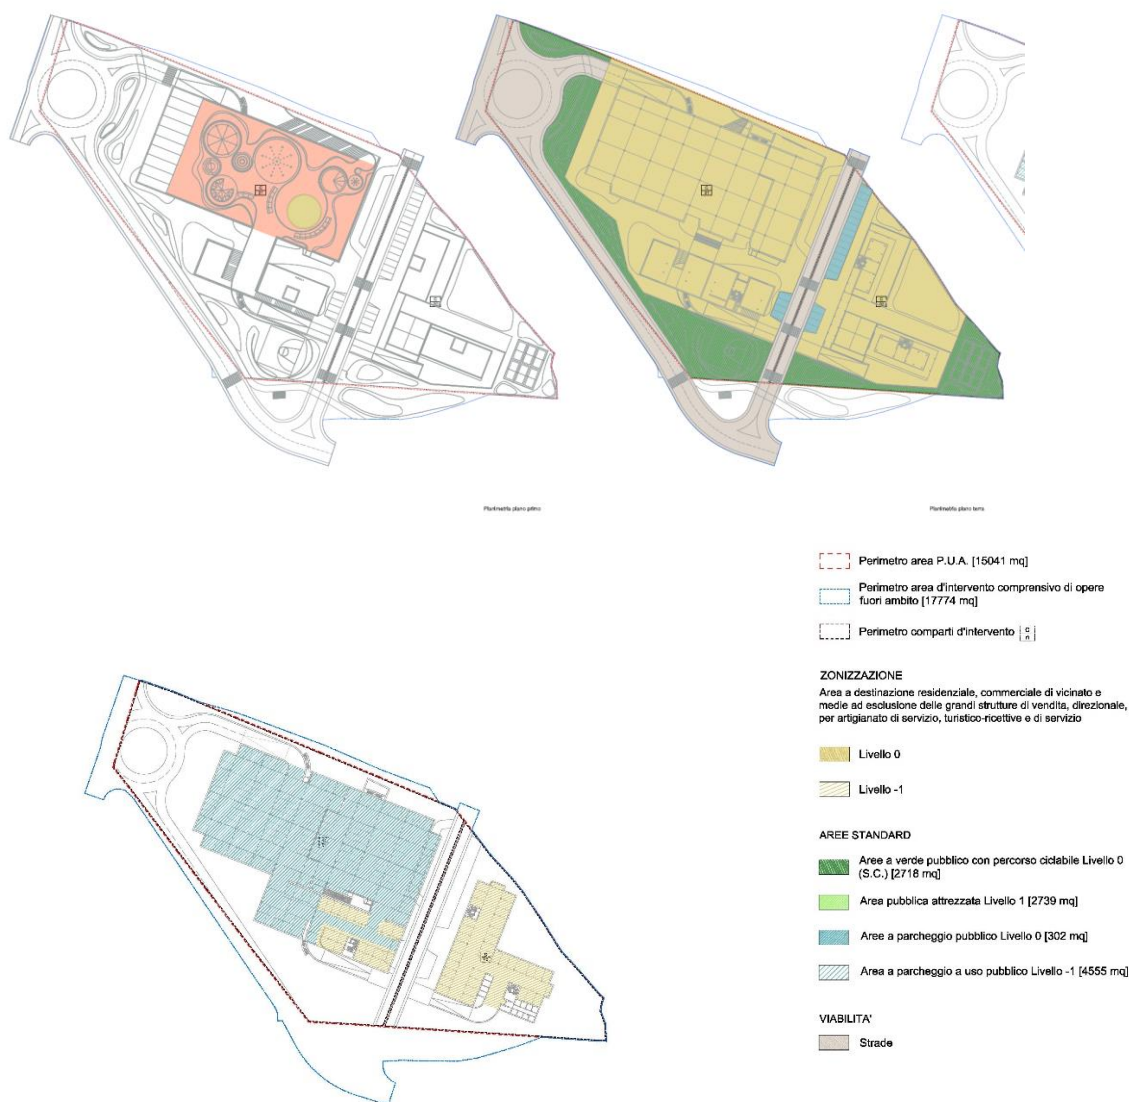 Planimetria piano primo
Planimetria piano terra
Perimetro area P.U.A. [15041 mq]
Perimetro area d'intervento comprensivo di opere
fuori ambito [17774 mq]
Perimetro comparti d'intervento
ZONIZZAZIONE
Area a destinazione residenziale, commerciale di vicinato e
medie ad esclusione delle grandi strutture di vendita, direzionale,
per artigianato di servizio, turistico-ricettive e di servizio
Livello 0
Livello -1
AREE STANDARD
Aree a verde pubblico con percorso ciclabile Livello 0
(S.C.) [2718 mq]
Area pubblica attrezzata Livello 1 [2739 mq]
Aree a parcheggio pubblico Livello 0 [302 mq]
Area a parcheggio a uso pubblico Livello -1 [4555 mq]
VIABILITA'
Strade